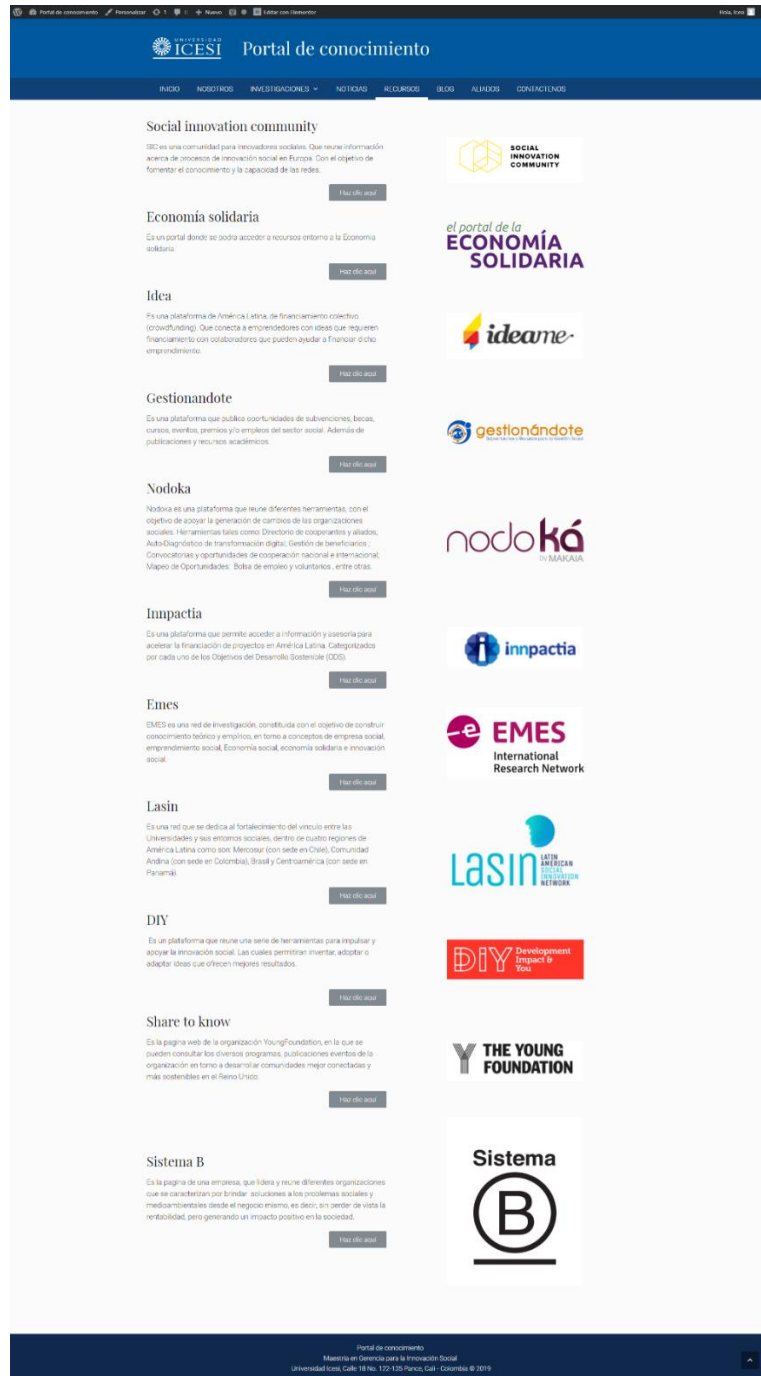 Portal de conocimiento Personalizar 1 0 Nuevo Editar con Elementor Hola, Icesi
UNIVERSIDAD
ICESI Portal de conocimiento
INICIO NOSOTROS INVESTIGACIONES NOTICIAS RECURSOS BLOG ALIADOS CONTACTENOS
Social innovation community
SIC es una comunidad para innovadores sociales. Que reune información
acerca de procesos de innovación social en Europa. Con el objetivo de
fomentar el conocimiento y la capacidad de las redes.
Haz clic aquí
SOCIAL
INNOVATION
COMMUNITY
Economía solidaria
Es un portal donde se podra acceder a recursos entorno a la Economia
solidaria.
Haz clic aquí
el portal de la
ECONOMÍA
SOLIDARIA
Idea
Es una plataforma de América Latina, de financiamiento colectivo
(crowdfunding). Que conecta a emprendedores con ideas que requieren
financiamiento con colaboradores que pueden ayudar a financiar dicho
emprendimiento.
Haz clic aquí
ideame
Gestionandote
Es una plataforma que publica oportunidades de subvenciones, becas,
cursos, eventos, premios y/o empleos del sector social. Además de
publicaciones y recursos académicos.
Haz clic aquí
gestionándote
Nodoka
Nodoka es una plataforma que reune diferentes herramientas, con el
objetivo de apoyar la generación de cambios de las organizaciones
sociales. Herramientas tales como: Directorio de cooperantes y aliados,
Auto-Diagnóstico de transformación digital; Gestión de beneficiarios ;
Convocatorias y oportunidades de cooperación nacional e internacional;
Mapeo de Oportunidades; Bolsa de empleo y voluntarios ; entre otras.
Haz clic aquí
nodoká
by MAKAIA
Innpactia
Es una plataforma que permite acceder a información y asesoría para
acelerar la financiación de proyectos en América Latina. Categorizados
por cada uno de los Objetivos del Desarrollo Sostenible (ODS).
Haz clic aquí
innpactia
Emes
EMES es una red de investigación, constituida con el objetivo de construir
conocimiento teórico y empírico, en torno a conceptos de empresa social,
emprendimiento social, Economía social, economía solidaria e innovación
social.
Haz clic aquí
e EMES
International
Research Network
Lasin
Es una red que se dedica al fortalecimiento del vinculo entre las
Universidades y sus entornos sociales, dentro de cuatro regiones de
América Latina como son: Mercosur (con sede en Chile), Comunidad
Andina (con sede en Colombia), Brasil y Centroamérica (con sede en
Panamá).
Haz clic aquí
LASIN
LATIN
AMERICAN
SOCIAL
INNOVATION
NETWORK
DIY
Es un plataforma que reune una serie de herramientas para impulsar y
apoyar la innovación social. Las cuales permitiran inventar, adoptar o
adaptar ideas que ofrecen mejores resultados.
Haz clic aquí
DIY
Development
Impact &
You
Share to know
Es la pagina web de la organización YoungFoundation, en la que se
pueden consultar los diversos programas, publicaciones eventos de la
organización en torno a desarrollar comunidades mejor conectadas y
más sostenibles en el Reino Unido.
Haz clic aquí
THE YOUNG
FOUNDATION
Sistema B
Es la pagina de una empresa, que lidera y reune diferentes organizaciones
que se caracterizan por brindar soluciones a los problemas sociales y
medioambientales desde el negocio mismo, es decir, sin perder de vista la
rentabilidad, pero generando un impacto positivo en la sociedad.
Haz clic aquí
Sistema
B
Portal de conocimiento
Maestría en Gerencia para la Innovación Social
Universidad Icesi, Calle 18 No. 122-135 Pance, Cali - Colombia © 2019